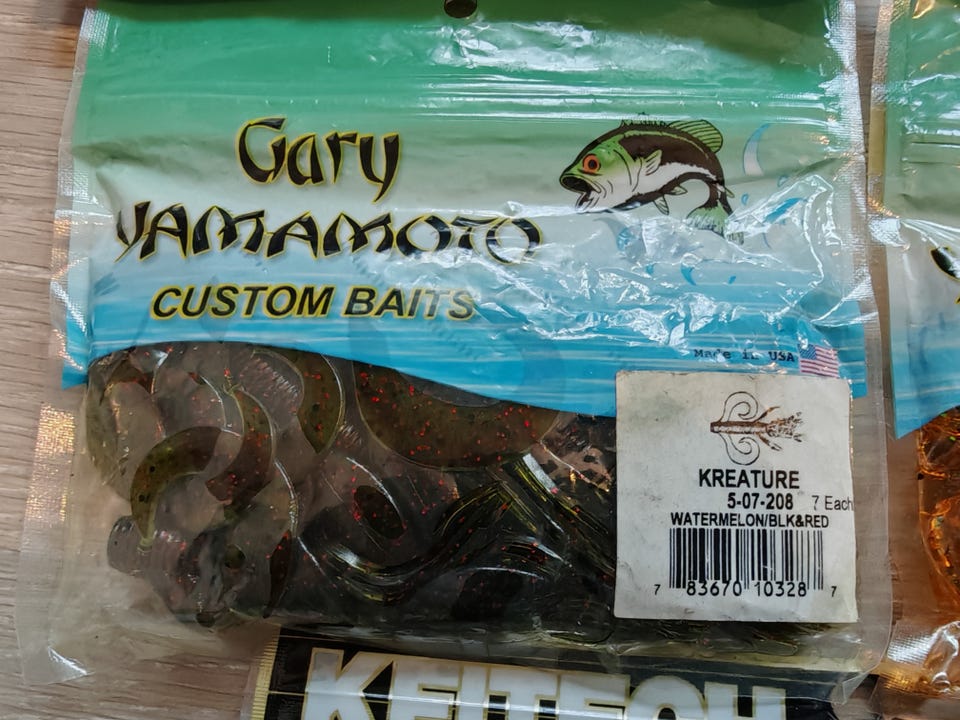 Gary
YAMAMOTO
CUSTOM BAITS
Made in USA
KREATURE
5-07-208 7 Each
WATERMELON/BLK&RED
7 83670 10328 7
KEITECH